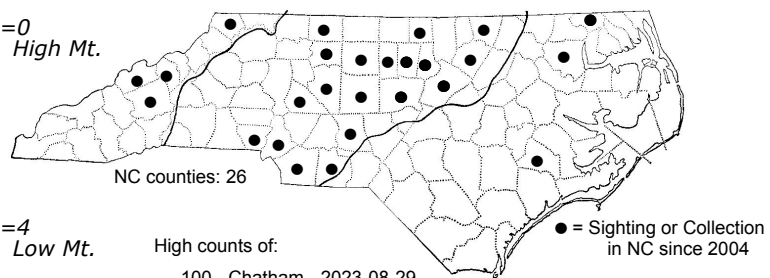 =0
High Mt.
NC counties: 26
=4
Low Mt.
High counts of:
● = Sighting or Collection
in NC since 2004
100 - Chatham - 2023-08-29